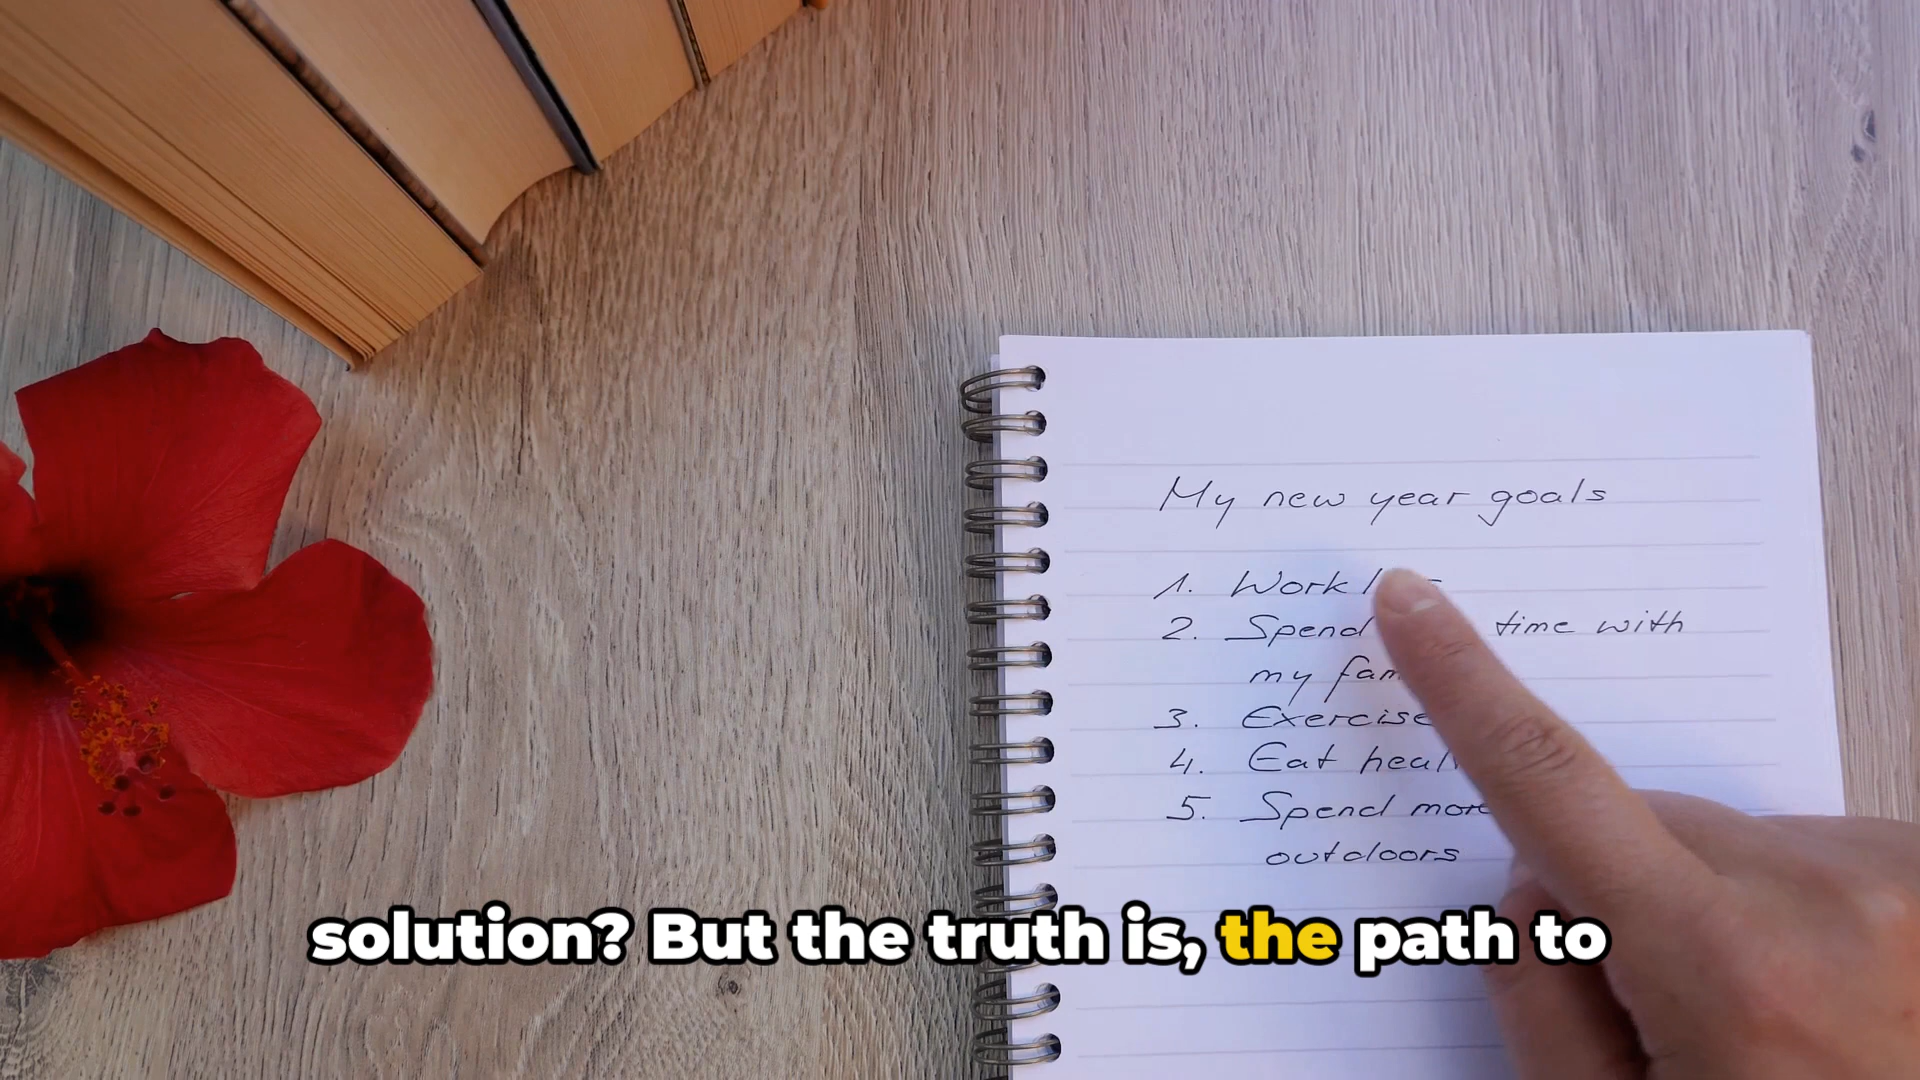 My new year goals
1. Work
2. Spend time with
my
3. Exercise
4. Eat
5. Spend more
outdoors
solution? But the truth is, the path to